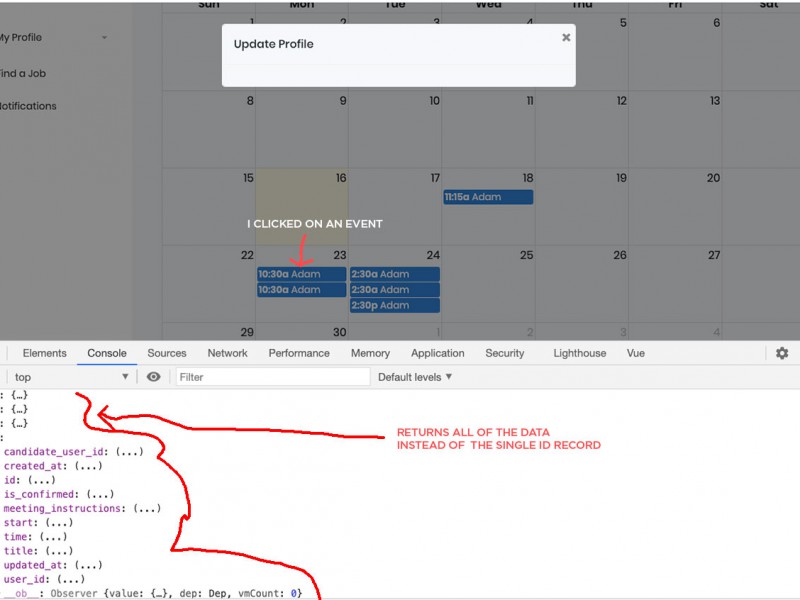 Sun Mon Tue Wed Thu Fri Sat
My Profile
Find a Job
Notifications
Update Profile ×
2 5 6
8 9 10 11 12 13
15 16 17 18 19 20
11:15a Adam
I CLICKED ON AN EVENT
22 23 24 25 26 27
10:30a Adam 2:30a Adam
10:30a Adam 2:30a Adam
2:30p Adam
29 30 1 2 3 4
Elements Console Sources Network Performance Memory Application Security Lighthouse Vue
top Filter Default levels ▼
: {…}
: {…}
: {…}
:
candidate_user_id: (...)
created_at: (...)
id: (...)
is_confirmed: (...)
meeting_instructions: (...)
start: (...)
time: (...)
title: (...)
updated_at: (...)
user_id: (...)
__ob__: Observer {value: {…}, dep: Dep, vmCount: 0}
RETURNS ALL OF THE DATA
INSTEAD OF THE SINGLE ID RECORD